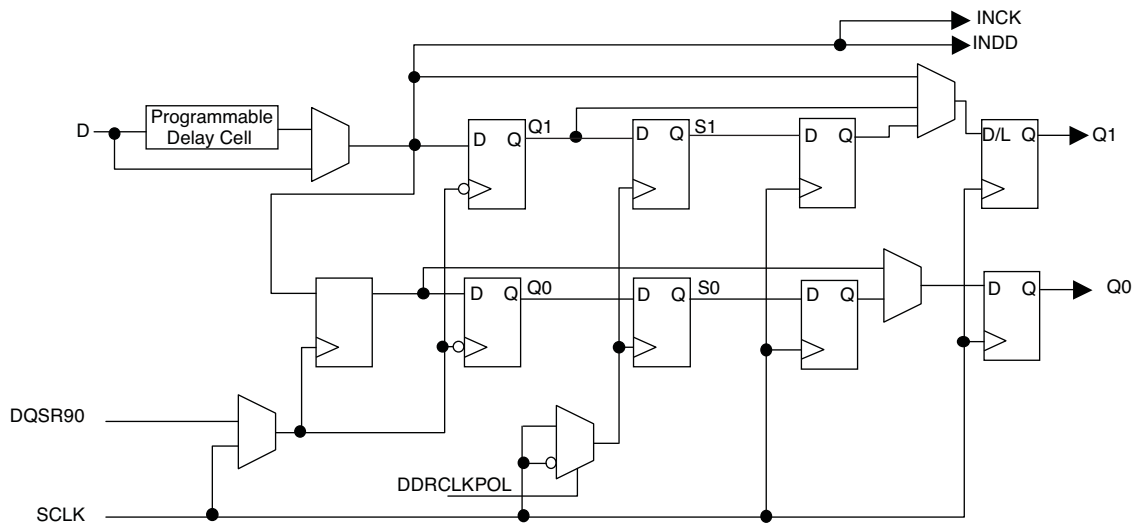 INCK
INDD
D
Programmable
Delay Cell
D Q
Q1
D Q
S1
D Q
D/L Q
Q1
D Q
Q0
D Q
S0
D Q
D Q
Q0
DQSR90
DDRCLKPOL
SCLK